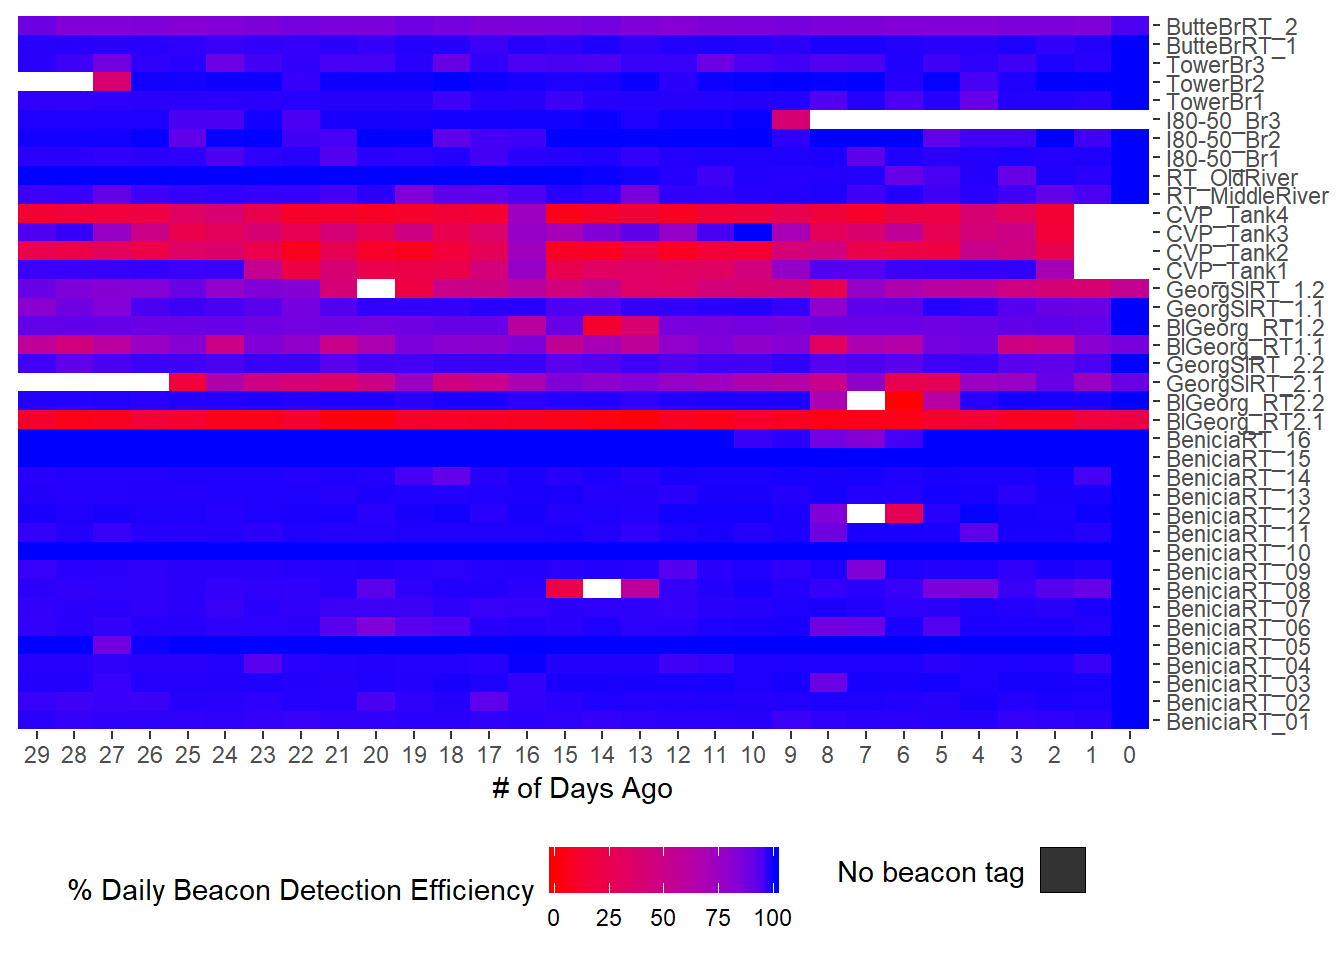 ButteBrRT_2
ButteBrRT_1
TowerBr3
TowerBr2
TowerBr1
I80-50_Br3
I80-50_Br2
I80-50_Br1
RT_OldRiver
RT_MiddleRiver
CVP_Tank4
CVP_Tank3
CVP_Tank2
CVP_Tank1
GeorgSlRT_1.2
GeorgSlRT_1.1
BlGeorg_RT1.2
BlGeorg_RT1.1
GeorgSlRT_2.2
GeorgSlRT_2.1
BlGeorg_RT2.2
BlGeorg_RT2.1
BeniciaRT_16
BeniciaRT_15
BeniciaRT_14
BeniciaRT_13
BeniciaRT_12
BeniciaRT_11
BeniciaRT_10
BeniciaRT_09
BeniciaRT_08
BeniciaRT_07
BeniciaRT_06
BeniciaRT_05
BeniciaRT_04
BeniciaRT_03
BeniciaRT_02
BeniciaRT_01
29 28 27 26 25 24 23 22 21 20 19 18 17 16 15 14 13 12 11 10 9 8 7 6 5 4 3 2 1 0
# of Days Ago
% Daily Beacon Detection Efficiency
0 25 50 75 100
No beacon tag